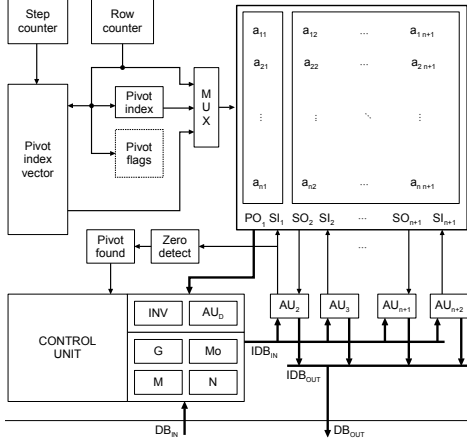 Step counter
Row counter
a11 a12 ... a1 n+1
a21 a22 ... a2 n+1
⋮ ⋮ ⋱ ⋮
an1 an2 ... an n+1
MUX
Pivot index
Pivot flags
Pivot index vector
PO1 SI1 SO2 SI2 ... SOn+1 SIn+1
Pivot found
Zero detect
...
AU2 AU3 AUn+1 AUn+2
INV AUD
CONTROL UNIT
G Mo
M N
IDBIN
IDBOUT
DBIN DBOUT